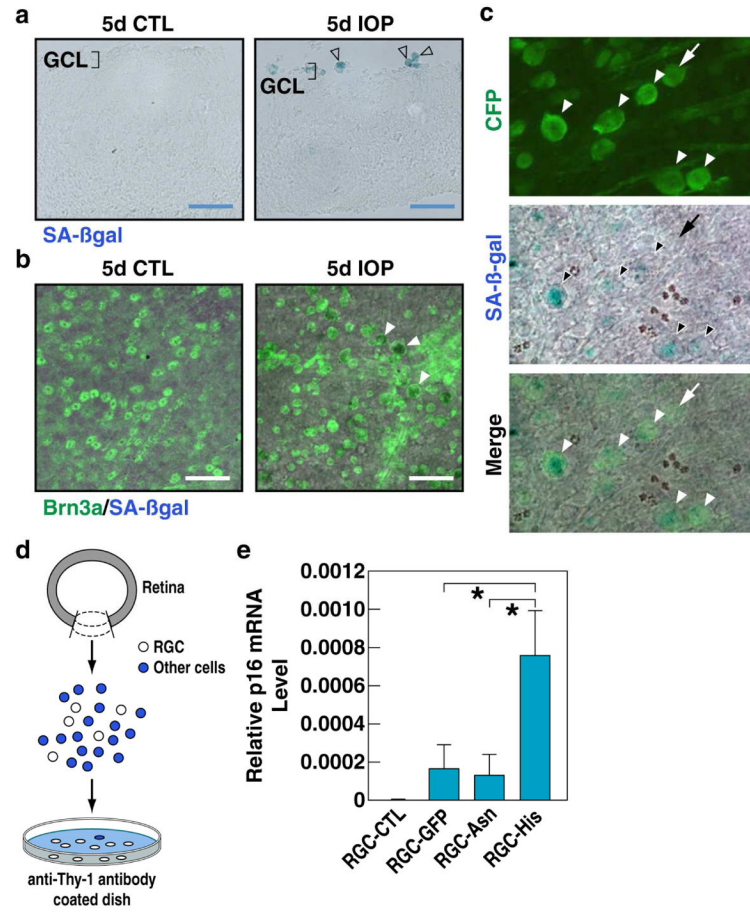 a
5d CTL
5d IOP
GCL
GCL
SA-ßgal
b
5d CTL
5d IOP
Brn3a/SA-ßgal
c
CFP
SA-ß-gal
Merge
d
Retina
RGC
Other cells
anti-Thy-1 antibody
coated dish
e
Relative p16 mRNA
Level
0.0012
0.0010
0.0008
0.0006
0.0004
0.0002
0
* 
*
RGC-CTL
RGC-GFP
RGC-Asn
RGC-His